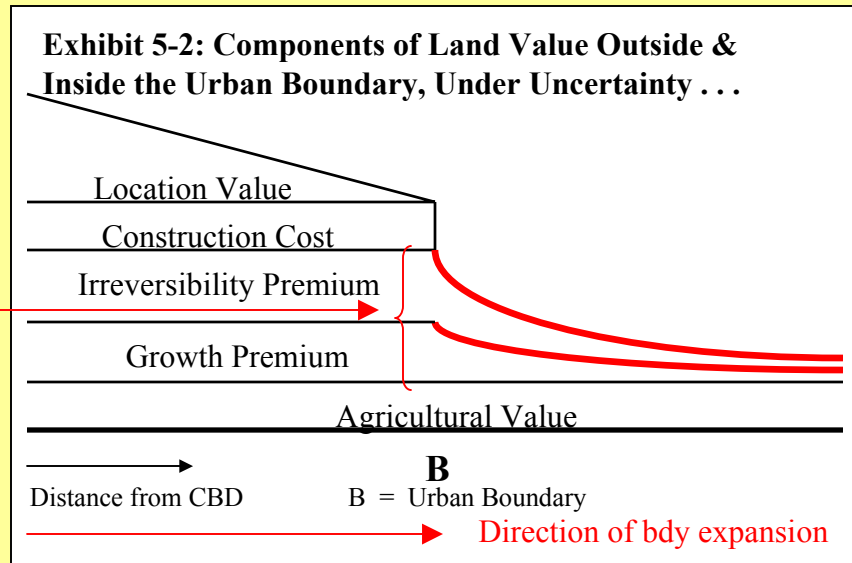 Exhibit 5-2: Components of Land Value Outside &
Inside the Urban Boundary, Under Uncertainty . . .
Location Value
Construction Cost
Irreversibility Premium
Growth Premium
Agricultural Value
B
Distance from CBD
B = Urban Boundary
Direction of bdy expansion